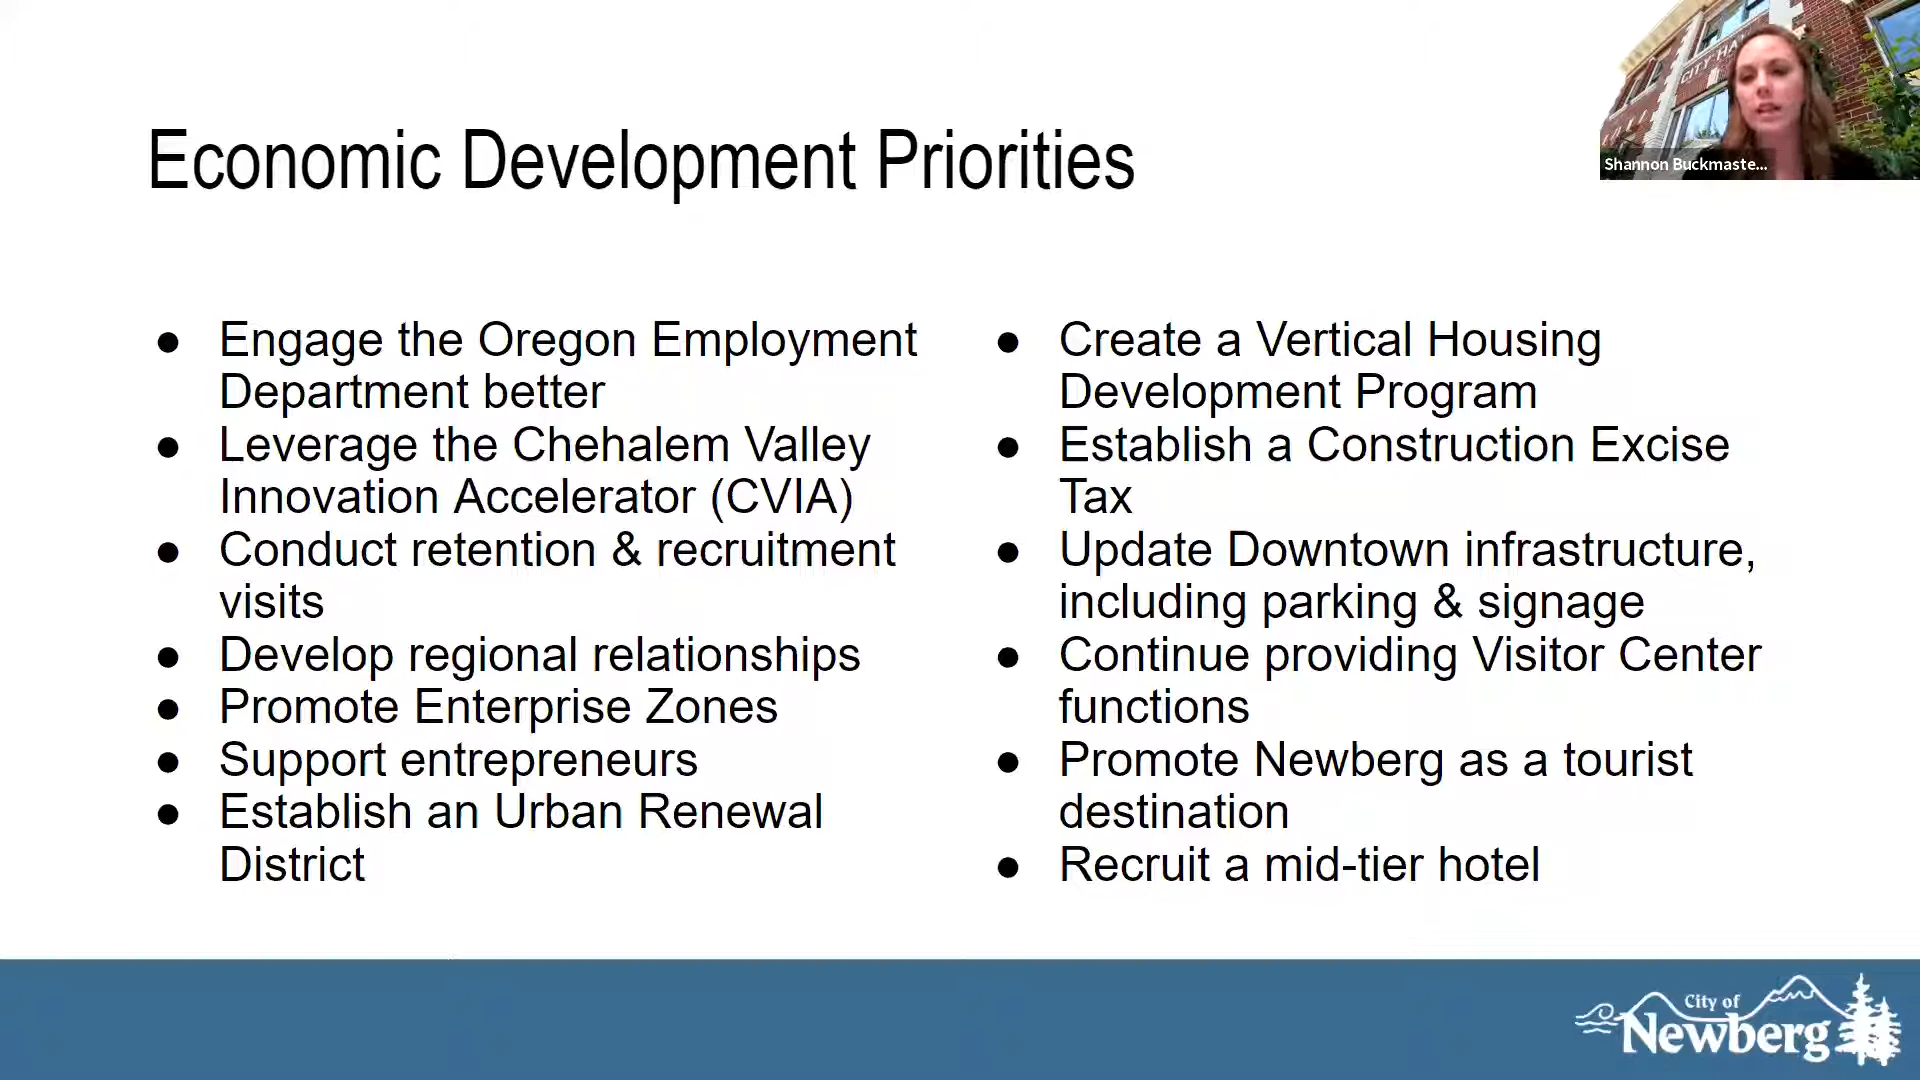 Economic Development Priorities
Shannon Buckmaste...
● Engage the Oregon Employment
Department better
● Leverage the Chehalem Valley
Innovation Accelerator (CVIA)
● Conduct retention & recruitment
visits
● Develop regional relationships
● Promote Enterprise Zones
● Support entrepreneurs
● Establish an Urban Renewal
District
● Create a Vertical Housing
Development Program
● Establish a Construction Excise
Tax
● Update Downtown infrastructure,
including parking & signage
● Continue providing Visitor Center
functions
● Promote Newberg as a tourist
destination
● Recruit a mid-tier hotel
City of
Newberg